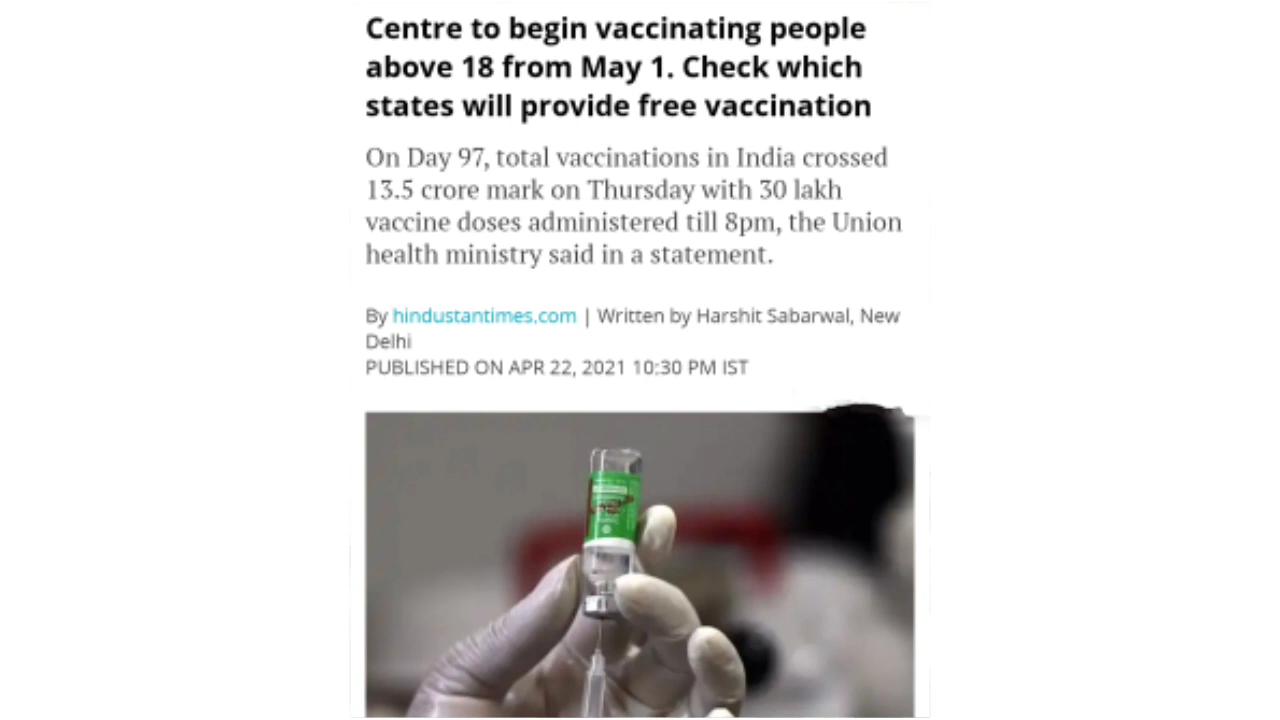 Centre to begin vaccinating people
above 18 from May 1. Check which
states will provide free vaccination
On Day 97, total vaccinations in India crossed
13.5 crore mark on Thursday with 30 lakh
vaccine doses administered till 8pm, the Union
health ministry said in a statement.
By hindustantimes.com | Written by Harshit Sabarwal, New
Delhi
PUBLISHED ON APR 22, 2021 10:30 PM IST